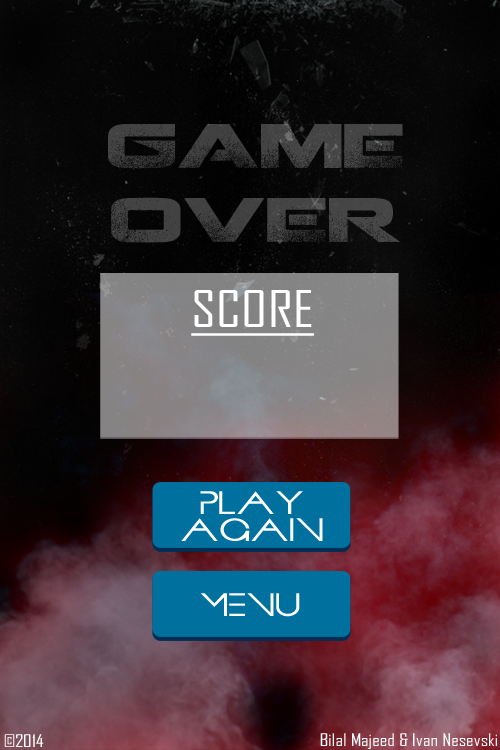 GAME
OVER
SCORE
PLAY
AGAIN
MENU
©2014
Bilal Majeed & Ivan Nesevski